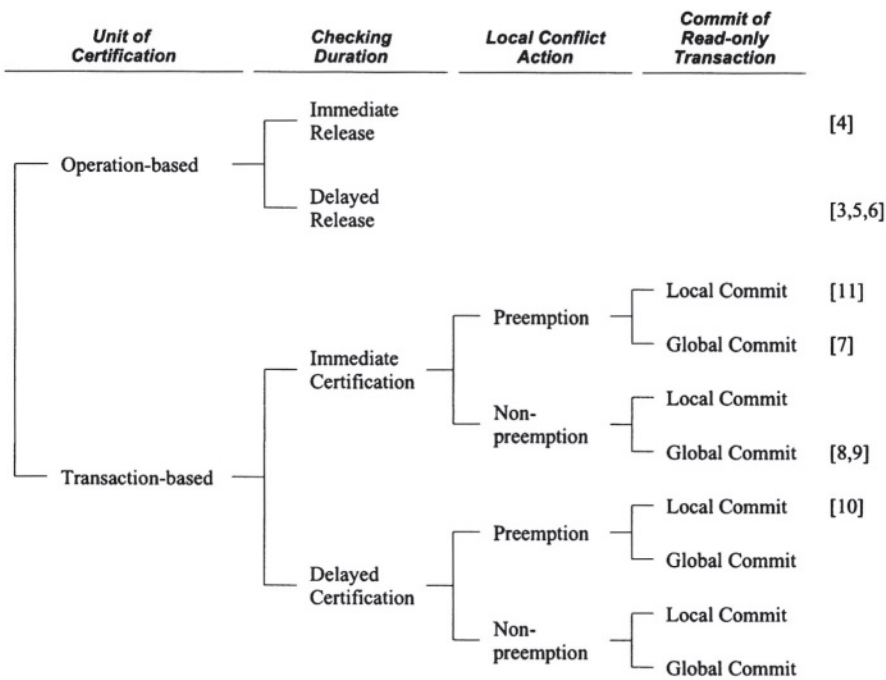 Unit of Certification
Checking Duration
Local Conflict Action
Commit of Read-only Transaction
Operation-based
Immediate Release
[4]
Delayed Release
[3,5,6]
Transaction-based
Immediate Certification
Preemption
Local Commit [11]
Global Commit [7]
Non-preemption
Local Commit
Global Commit [8,9]
Delayed Certification
Preemption
Local Commit [10]
Global Commit
Non-preemption
Local Commit
Global Commit